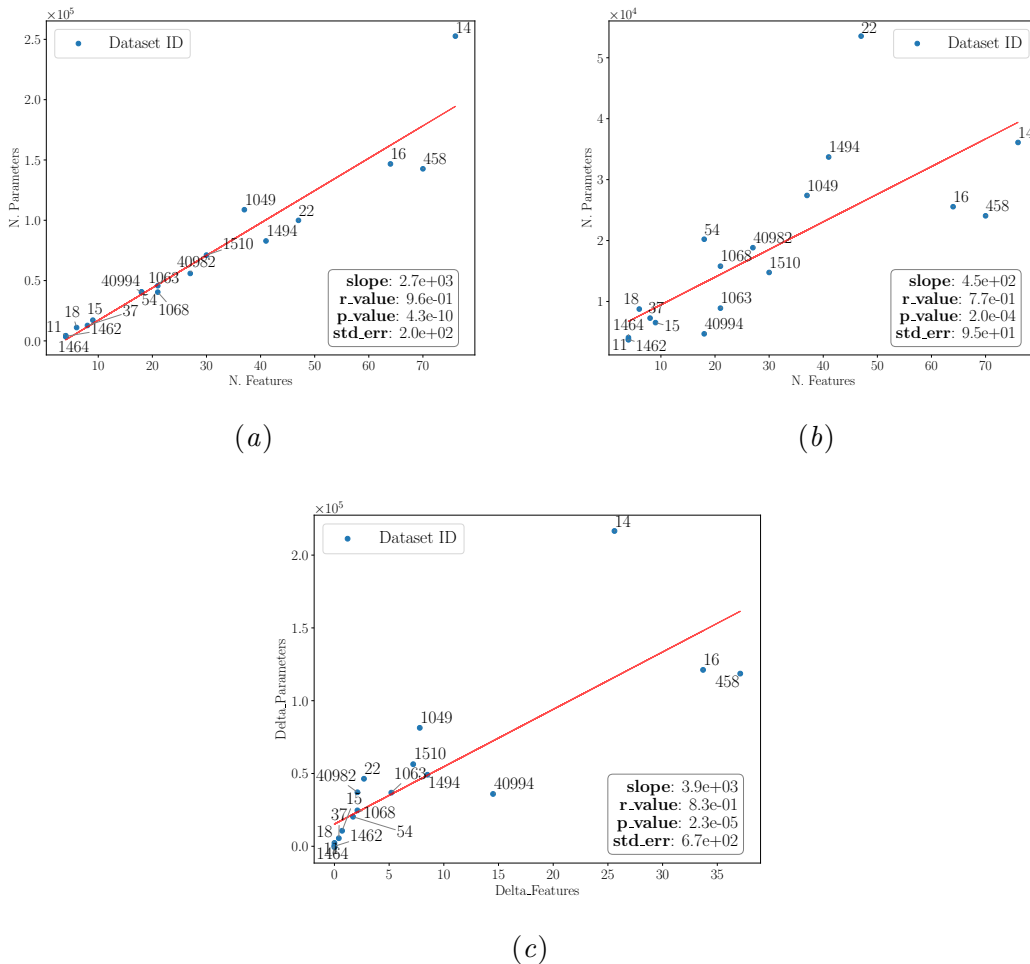 ×10⁵
Dataset ID
14
2.5
2.0
N. Parameters
1.5
16
458
1049
22
1.0
1494
1510
40982
0.5
40994
1063
54
1068
18
15
37
11
1462
1464
0.0
slope: 2.7e+03
r_value: 9.6e-01
p_value: 4.3e-10
std_err: 2.0e+02
10 20 30 40 50 60 70
N. Features
(a)
×10⁴
22
Dataset ID
5
4
14
1494
N. Parameters
3
1049
16
458
54
40982
2
1068
1510
1063
1
18
37
15
1464
40994
11
1462
slope: 4.5e+02
r_value: 7.7e-01
p_value: 2.0e-04
std_err: 9.5e+01
10 20 30 40 50 60 70
N. Features
(b)
×10⁵
Dataset ID
14
2.0
1.5
Delta_Parameters
16
458
1.0
1049
1510
22
1063
0.5
40982
1494
40994
15
37
1068
18
1462
54
11
1464
0.0
slope: 3.9e+03
r_value: 8.3e-01
p_value: 2.3e-05
std_err: 6.7e+02
0 5 10 15 20 25 30 35
Delta_Features
(c)